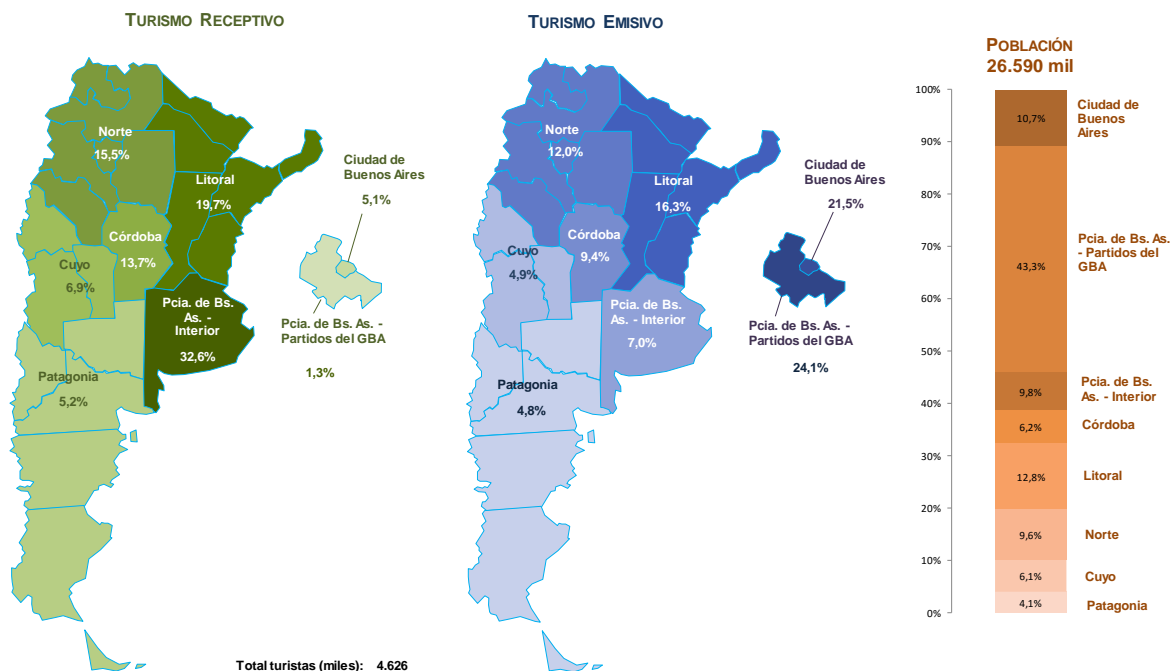 TURISMO RECEPTIVO
Norte
15,5%
Litoral
19,7%
Córdoba
13,7%
Cuyo
6,9%
Pcia. de Bs.
As. -
Interior
32,6%
Patagonia
5,2%
Ciudad de
Buenos Aires
5,1%
Pcia. de Bs. As. -
Partidos del GBA
1,3%
Total turistas (miles): 4.626
TURISMO EMISIVO
Norte
12,0%
Litoral
16,3%
Córdoba
9,4%
Cuyo
4,9%
Pcia. de Bs.
As. - Interior
7,0%
Patagonia
4,8%
Ciudad de
Buenos Aires
21,5%
Pcia. de Bs. As. -
Partidos del GBA
24,1%
POBLACIÓN
26.590 mil
100%
90%
80%
70%
60%
50%
40%
30%
20%
10%
0%
10,7%
43,3%
9,8%
6,2%
12,8%
9,6%
6,1%
4,1%
Ciudad de
Buenos
Aires
Pcia. de Bs. As.
- Partidos del
GBA
Pcia. de Bs.
As. - Interior
Córdoba
Litoral
Norte
Cuyo
Patagonia